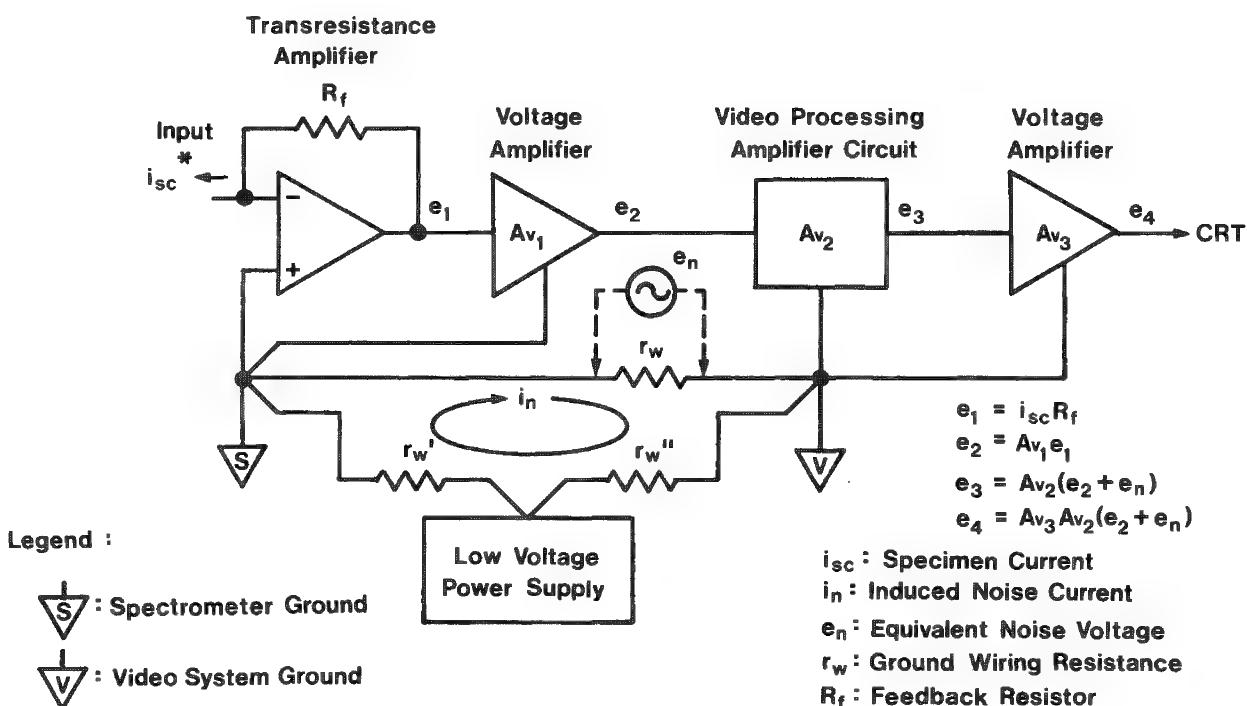 Transresistance
Amplifier
R_f
Input
*
i_sc
−
+
e_1
Voltage
Amplifier
Av_1
e_2
Video Processing
Amplifier Circuit
Av_2
e_3
Voltage
Amplifier
Av_3
e_4
CRT
e_n
r_w
i_n
r_w'
r_w"
S
V
Low Voltage
Power Supply
e_1 = i_sc R_f
e_2 = Av_1 e_1
e_3 = Av_2(e_2 + e_n)
e_4 = Av_3 Av_2(e_2 + e_n)
Legend :
S : Spectrometer Ground
V : Video System Ground
i_sc : Specimen Current
i_n : Induced Noise Current
e_n : Equivalent Noise Voltage
r_w : Ground Wiring Resistance
R_f : Feedback Resistor